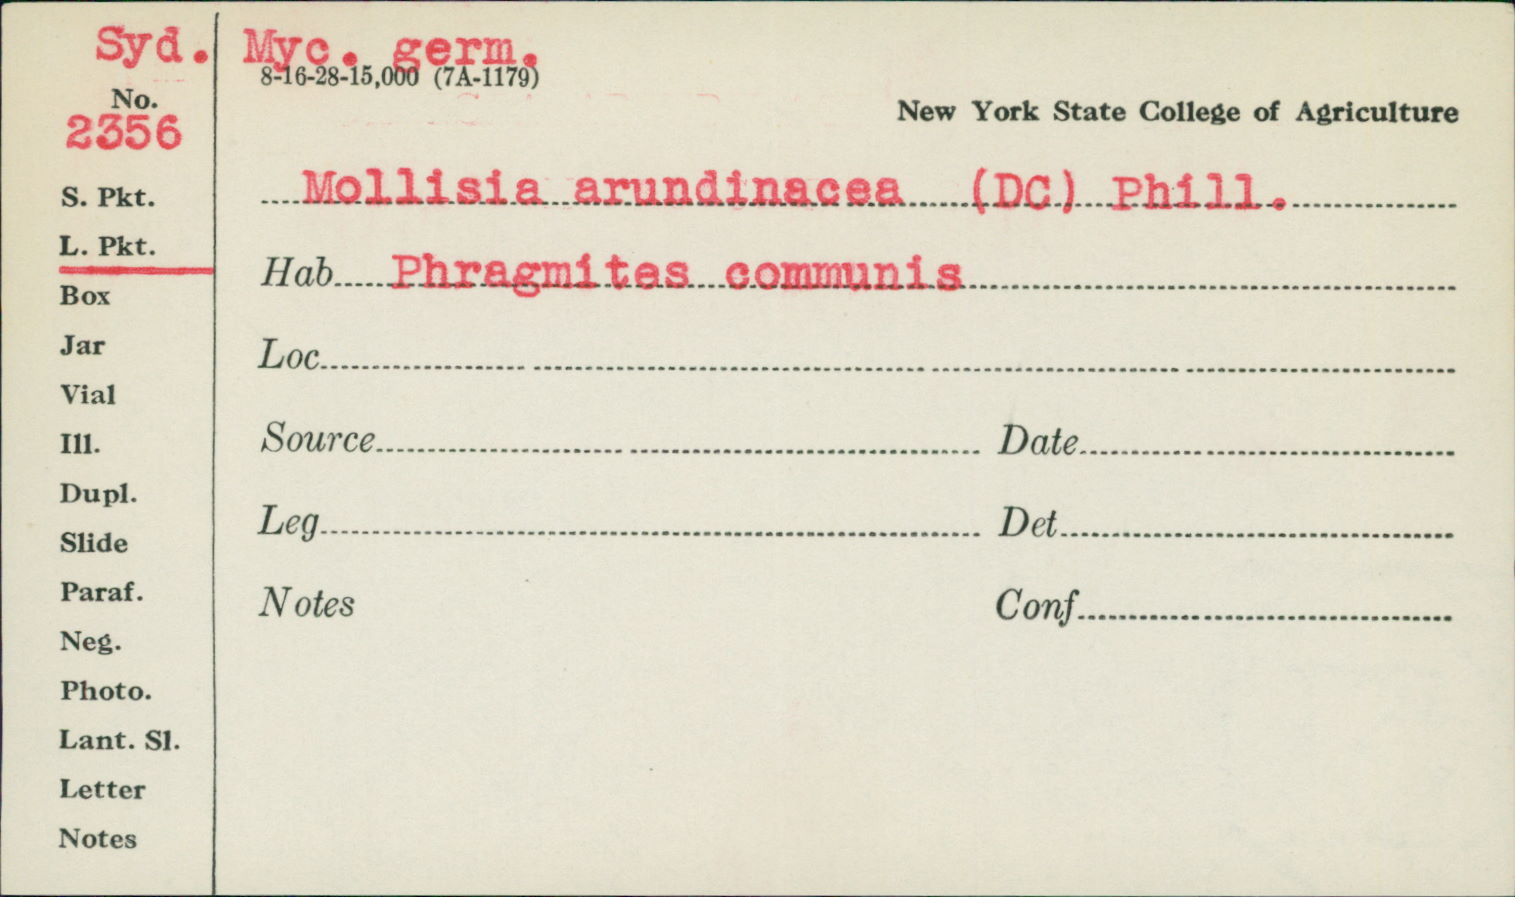 Syd. Myc. germ.
8-16-28-15,000 (7A-1179)
No.
2356
New York State College of Agriculture
S. Pkt.
Mollisia arundinacea (DC) Phill.
L. Pkt.
Hab Phragmites communis
Box
Jar
Loc
Vial
Ill.
Source Date
Dupl.
Slide
Leg Det
Paraf.
Notes Conf
Neg.
Photo.
Lant. Sl.
Letter
Notes